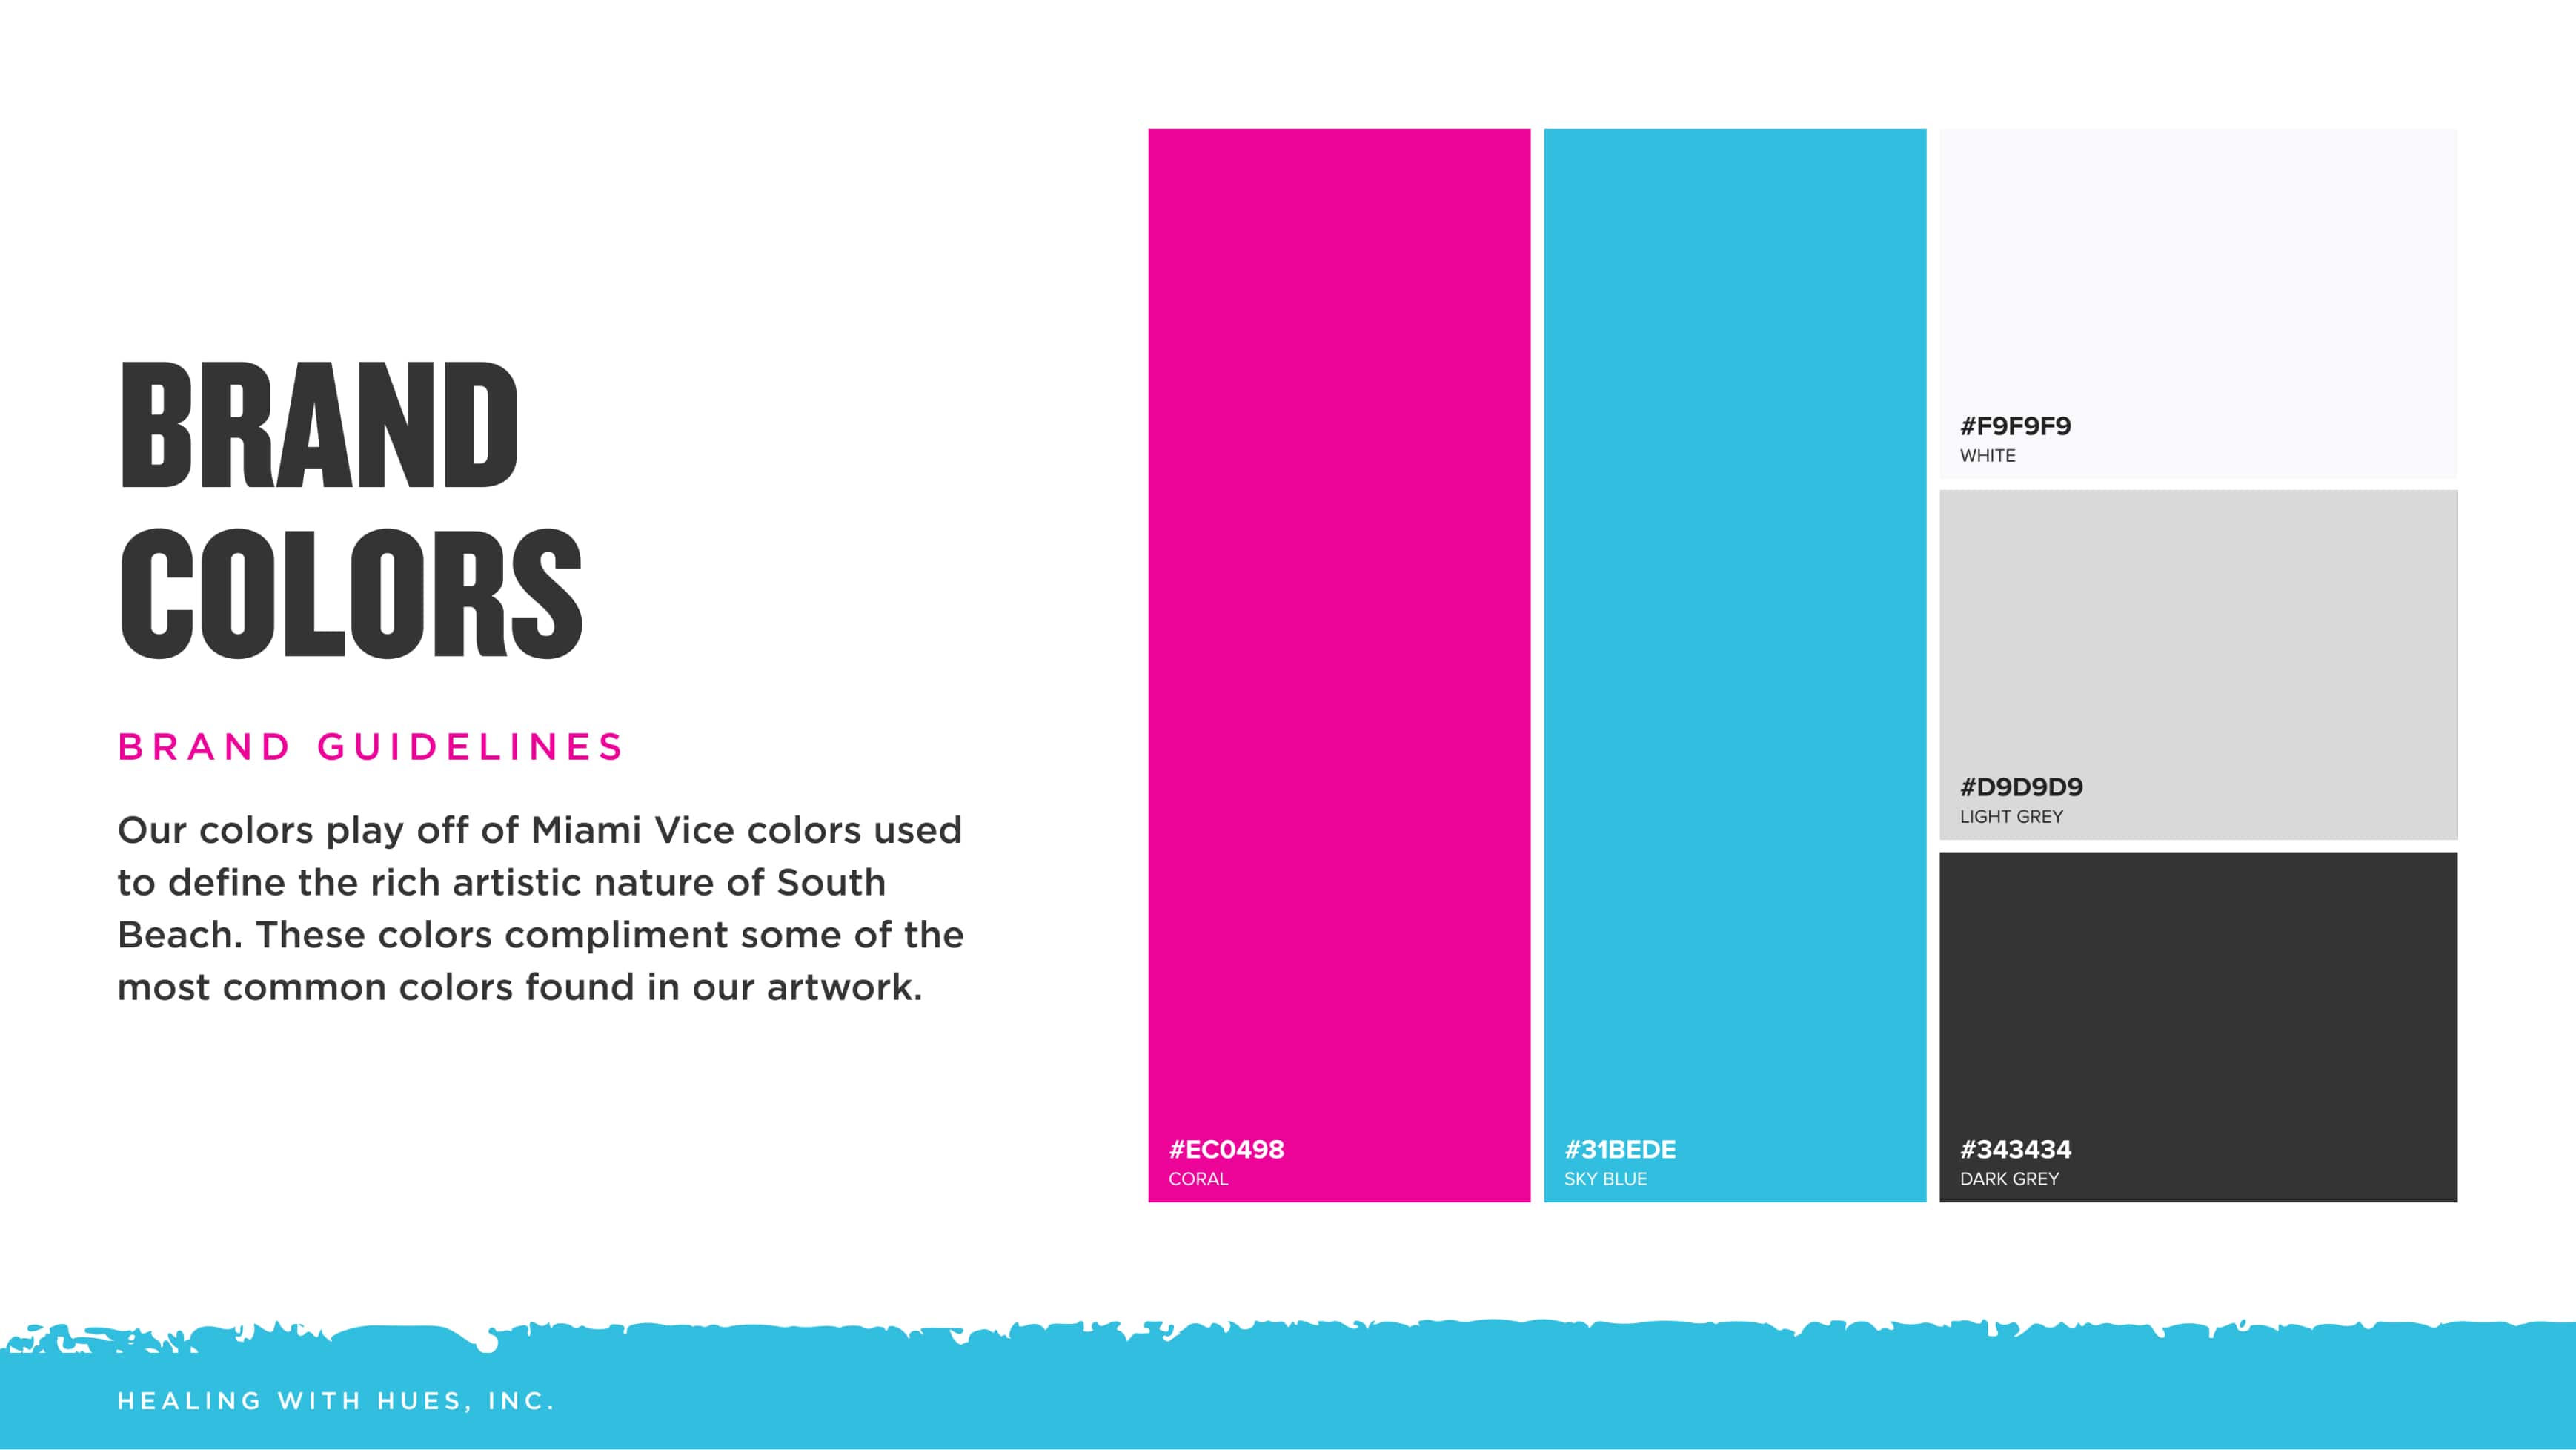 BRAND
COLORS
BRAND GUIDELINES
Our colors play off of Miami Vice colors used
to define the rich artistic nature of South
Beach. These colors compliment some of the
most common colors found in our artwork.
#EC0498
CORAL
#31BEDE
SKY BLUE
#F9F9F9
WHITE
#D9D9D9
LIGHT GREY
#343434
DARK GREY
HEALING WITH HUES, INC.